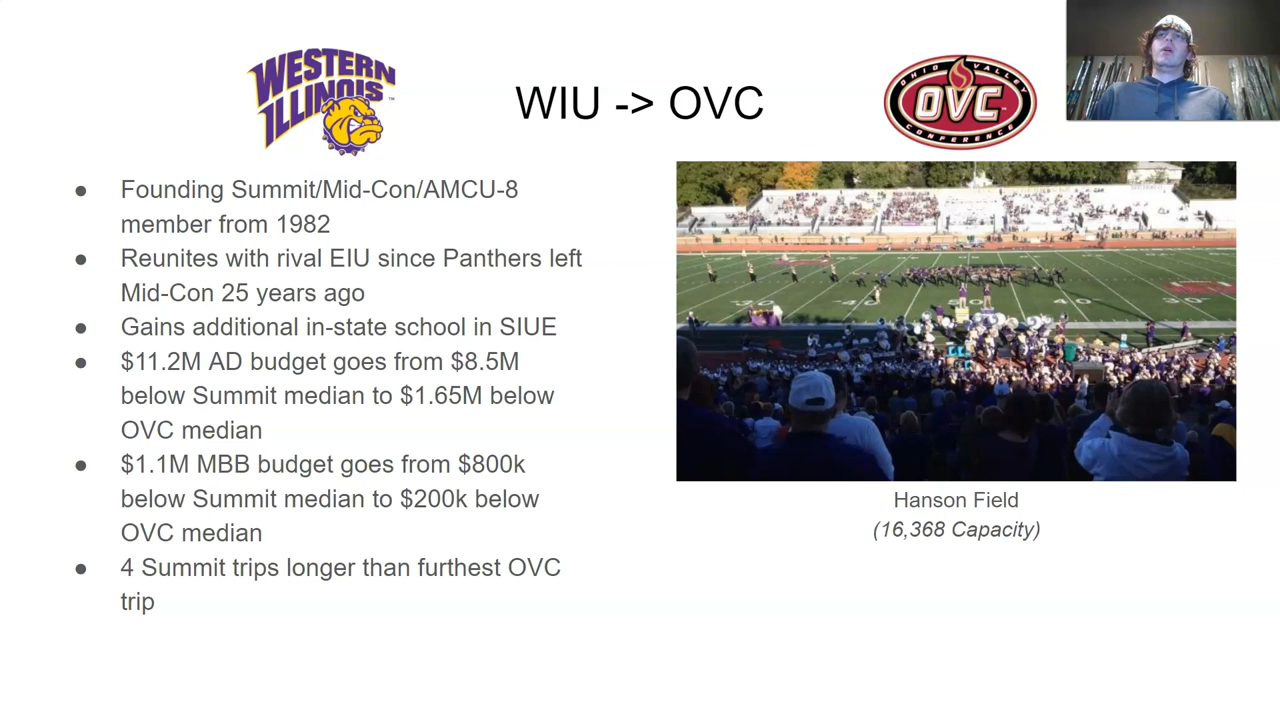 WESTERN
ILLINOIS
TM
WIU -> OVC
OHIO VALLEY
OVC
CONFERENCE
● Founding Summit/Mid-Con/AMCU-8
member from 1982
● Reunites with rival EIU since Panthers left
Mid-Con 25 years ago
● Gains additional in-state school in SIUE
● $11.2M AD budget goes from $8.5M
below Summit median to $1.65M below
OVC median
● $1.1M MBB budget goes from $800k
below Summit median to $200k below
OVC median
● 4 Summit trips longer than furthest OVC
trip
Hanson Field
(16,368 Capacity)